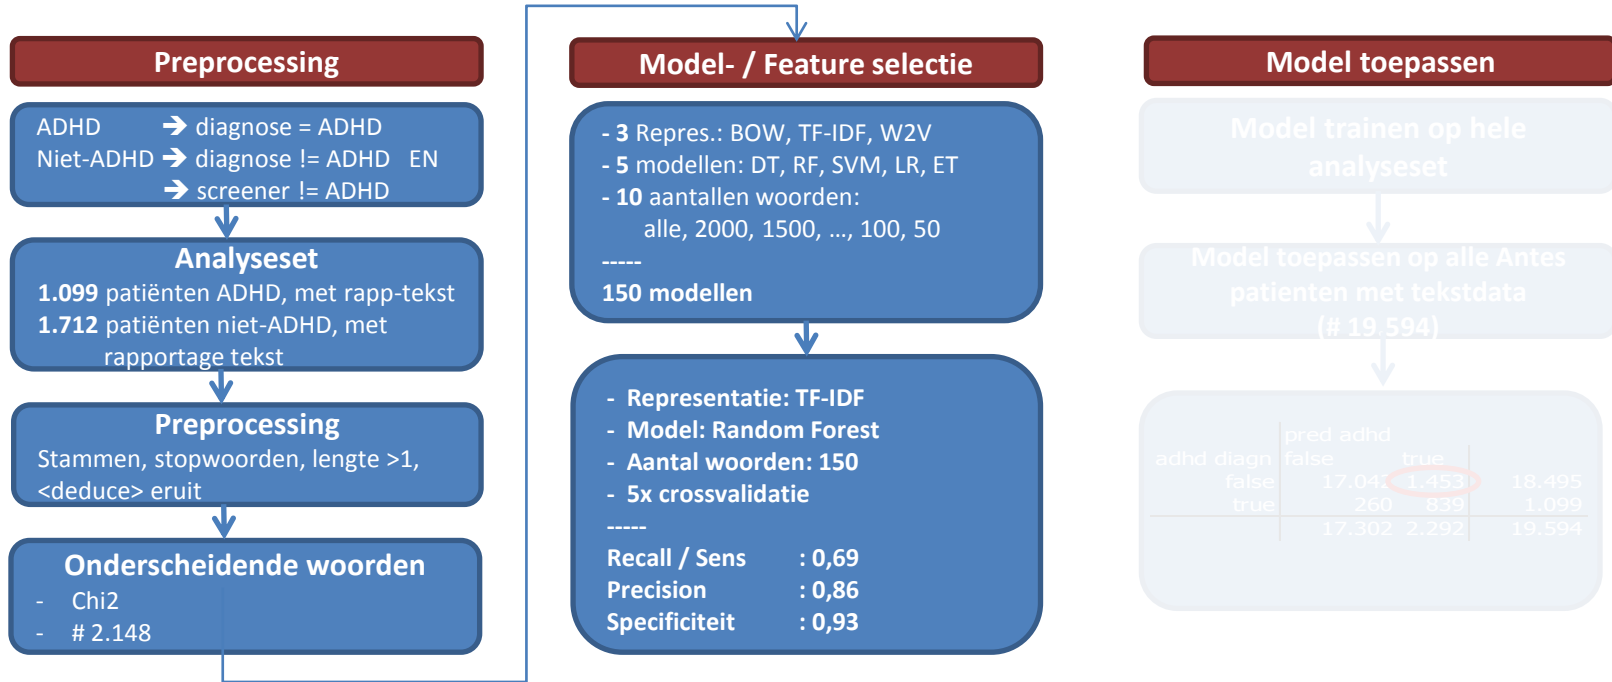 Preprocessing
ADHD ➔ diagnose = ADHD
Niet-ADHD ➔ diagnose != ADHD EN
➔ screener != ADHD
Analyseset
1.099 patiënten ADHD, met rapp-tekst
1.712 patiënten niet-ADHD, met
rapportage tekst
Preprocessing
Stammen, stopwoorden, lengte >1,
<deduce> eruit
Onderscheidende woorden
- Chi2
- # 2.148
Model- / Feature selectie
- 3 Repres.: BOW, TF-IDF, W2V
- 5 modellen: DT, RF, SVM, LR, ET
- 10 aantallen woorden:
alle, 2000, 1500, ..., 100, 50
-----
150 modellen
- Representatie: TF-IDF
- Model: Random Forest
- Aantal woorden: 150
- 5x crossvalidatie
-----
Recall / Sens : 0,69
Precision : 0,86
Specificiteit : 0,93
Model toepassen
Model trainen op hele
analyseset
Model toepassen op alle Antes
patienten met tekstdata
(# 19.594)
pred adhd
adhd diagn false true
false 17.042 1.453 18.495
true 260 839 1.099
17.302 2.292 19.594